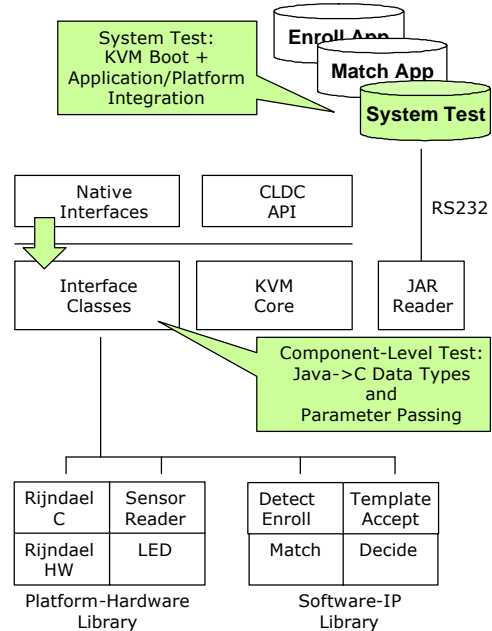 System Test:
KVM Boot +
Application/Platform
Integration
Enroll App
Match App
System Test
Native
Interfaces
CLDC
API
RS232
Interface
Classes
KVM
Core
JAR
Reader
Component-Level Test:
Java->C Data Types
and
Parameter Passing
Rijndael
C
Sensor
Reader
Rijndael
HW
LED
Detect
Enroll
Template
Accept
Match
Decide
Platform-Hardware
Library
Software-IP
Library